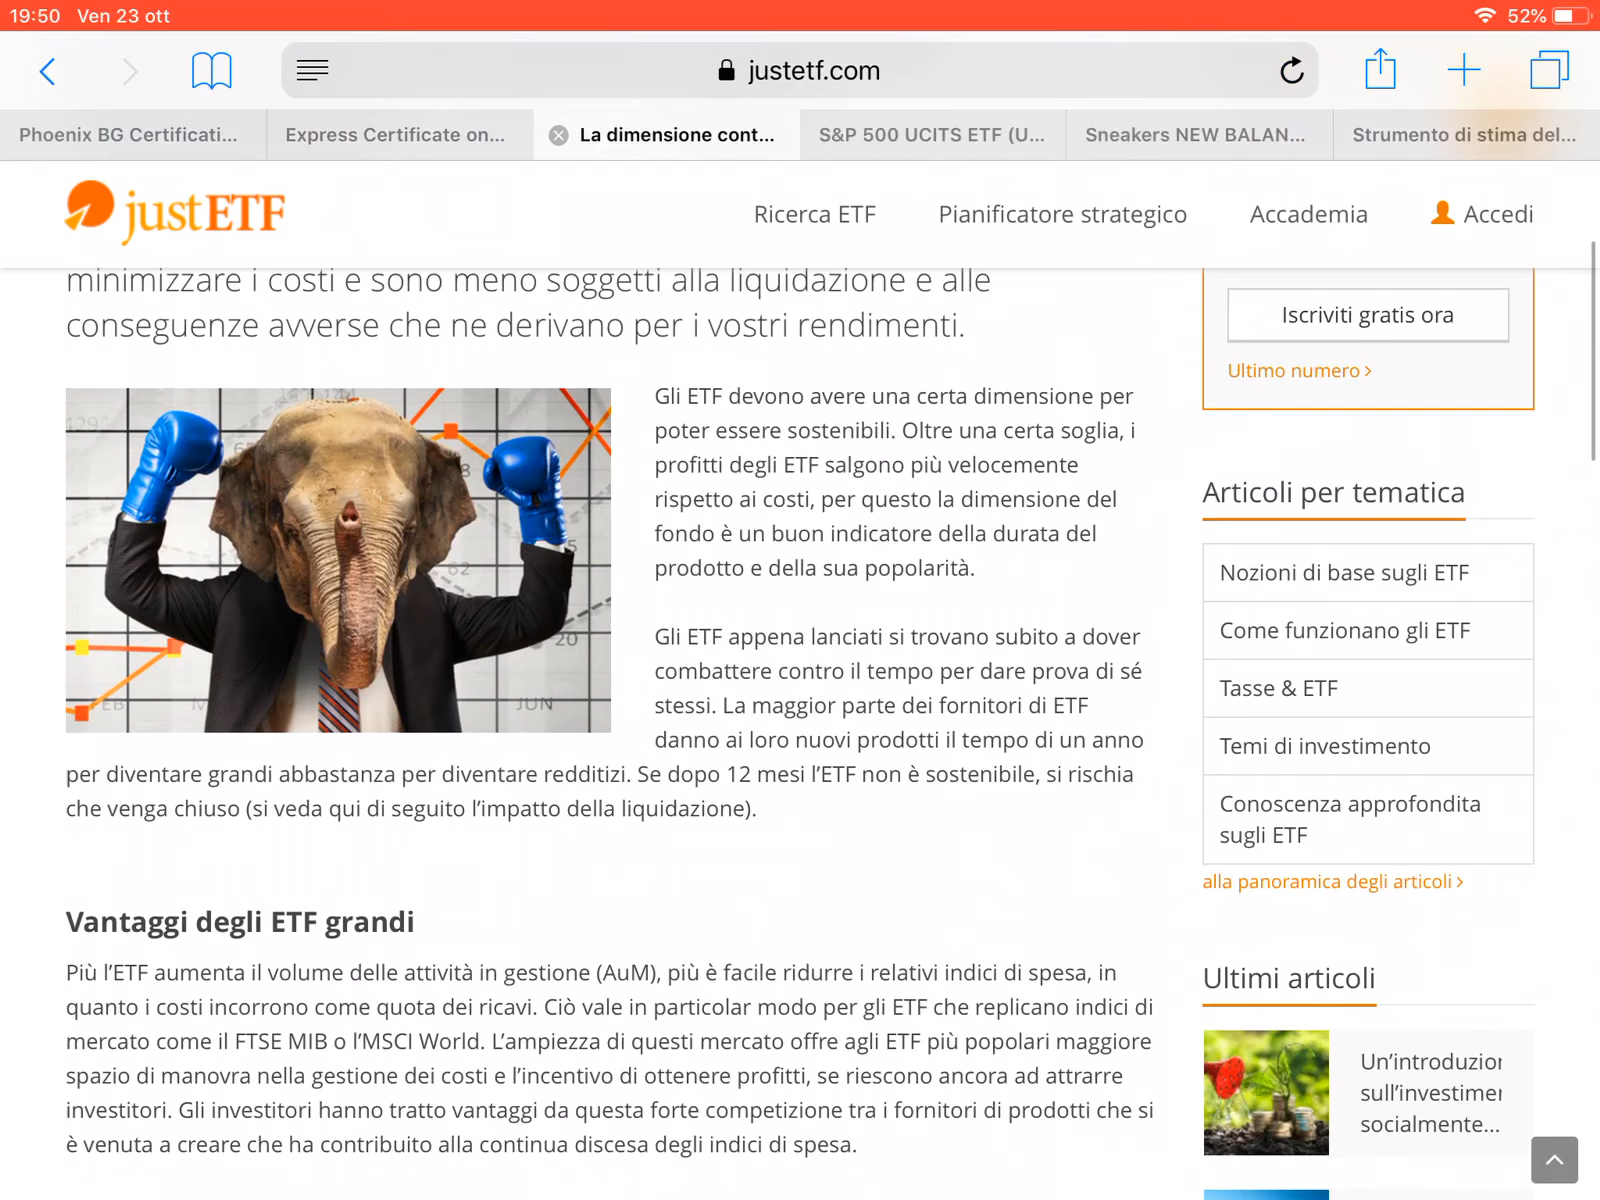 19:50 Ven 23 ott
52%
justetf.com
Phoenix BG Certificati...
Express Certificate on...
La dimensione cont...
S&P 500 UCITS ETF (U...
Sneakers NEW BALAN...
Strumento di stima del...
justETF
Ricerca ETF
Pianificatore strategico
Accademia
Accedi
minimizzare i costi e sono meno soggetti alla liquidazione e alle
conseguenze avverse che ne derivano per i vostri rendimenti.
Gli ETF devono avere una certa dimensione per
poter essere sostenibili. Oltre una certa soglia, i
profitti degli ETF salgono più velocemente
rispetto ai costi, per questo la dimensione del
fondo è un buon indicatore della durata del
prodotto e della sua popolarità.
62
20
JUN
Gli ETF appena lanciati si trovano subito a dover
combattere contro il tempo per dare prova di sé
stessi. La maggior parte dei fornitori di ETF
danno ai loro nuovi prodotti il tempo di un anno
per diventare grandi abbastanza per diventare redditizi. Se dopo 12 mesi l’ETF non è sostenibile, si rischia
che venga chiuso (si veda qui di seguito l’impatto della liquidazione).
Vantaggi degli ETF grandi
Più l’ETF aumenta il volume delle attività in gestione (AuM), più è facile ridurre i relativi indici di spesa, in
quanto i costi incorrono come quota dei ricavi. Ciò vale in particolar modo per gli ETF che replicano indici di
mercato come il FTSE MIB o l’MSCI World. L’ampiezza di questi mercato offre agli ETF più popolari maggiore
spazio di manovra nella gestione dei costi e l’incentivo di ottenere profitti, se riescono ancora ad attrarre
investitori. Gli investitori hanno tratto vantaggi da questa forte competizione tra i fornitori di prodotti che si
è venuta a creare che ha contribuito alla continua discesa degli indici di spesa.
Iscriviti gratis ora
Ultimo numero
Articoli per tematica
Nozioni di base sugli ETF
Come funzionano gli ETF
Tasse & ETF
Temi di investimento
Conoscenza approfondita
sugli ETF
alla panoramica degli articoli
Ultimi articoli
Un’introduzior
sull’investimer
socialmente...